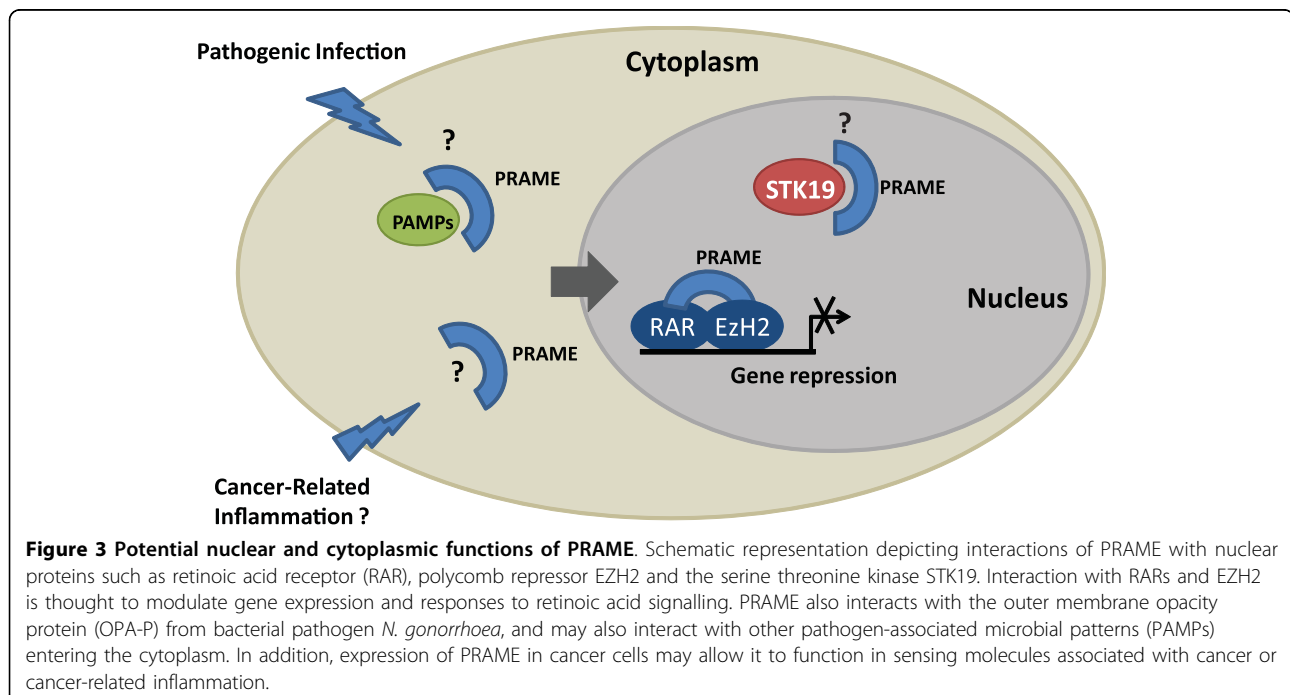 Pathogenic Infection
Cytoplasm
?
PRAME
PAMPs
?
STK19
PRAME
PRAME
RAR
EzH2
Nucleus
Gene repression
PRAME
?
Cancer-Related
Inflammation ?
Figure 3 Potential nuclear and cytoplasmic functions of PRAME. Schematic representation depicting interactions of PRAME with nuclear
proteins such as retinoic acid receptor (RAR), polycomb repressor EZH2 and the serine threonine kinase STK19. Interaction with RARs and EZH2
is thought to modulate gene expression and responses to retinoic acid signalling. PRAME also interacts with the outer membrane opacity
protein (OPA-P) from bacterial pathogen N. gonorrhoea, and may also interact with other pathogen-associated microbial patterns (PAMPs)
entering the cytoplasm. In addition, expression of PRAME in cancer cells may allow it to function in sensing molecules associated with cancer or
cancer-related inflammation.